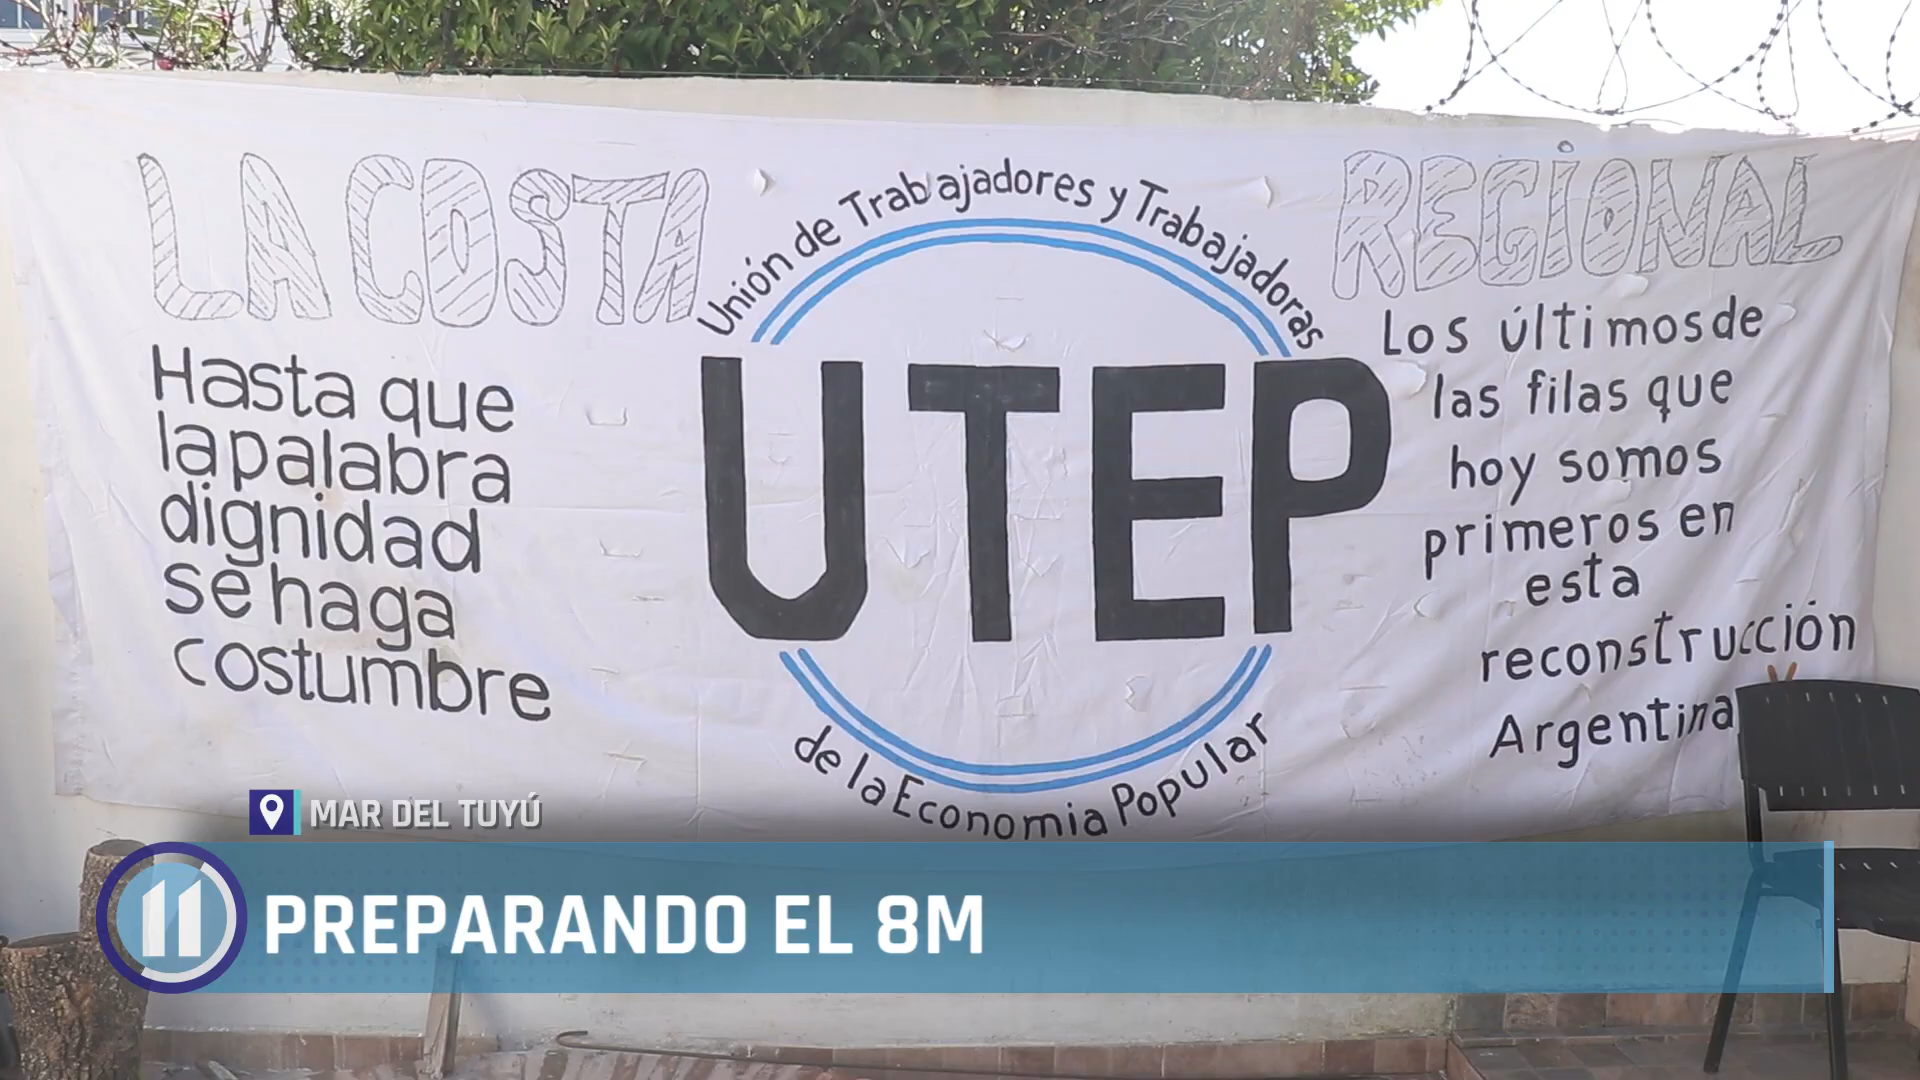 LA COSTA
REGIONAL
Unión de Trabajadores y Trabajadoras
UTEP
de la Economia Popular
Hasta que
la palabra
dignidad
se haga
costumbre
Los últimos de
las filas que
hoy somos
primeros en
esta
reconstrucción
Argentina
MAR DEL TUYÚ
11
PREPARANDO EL 8M